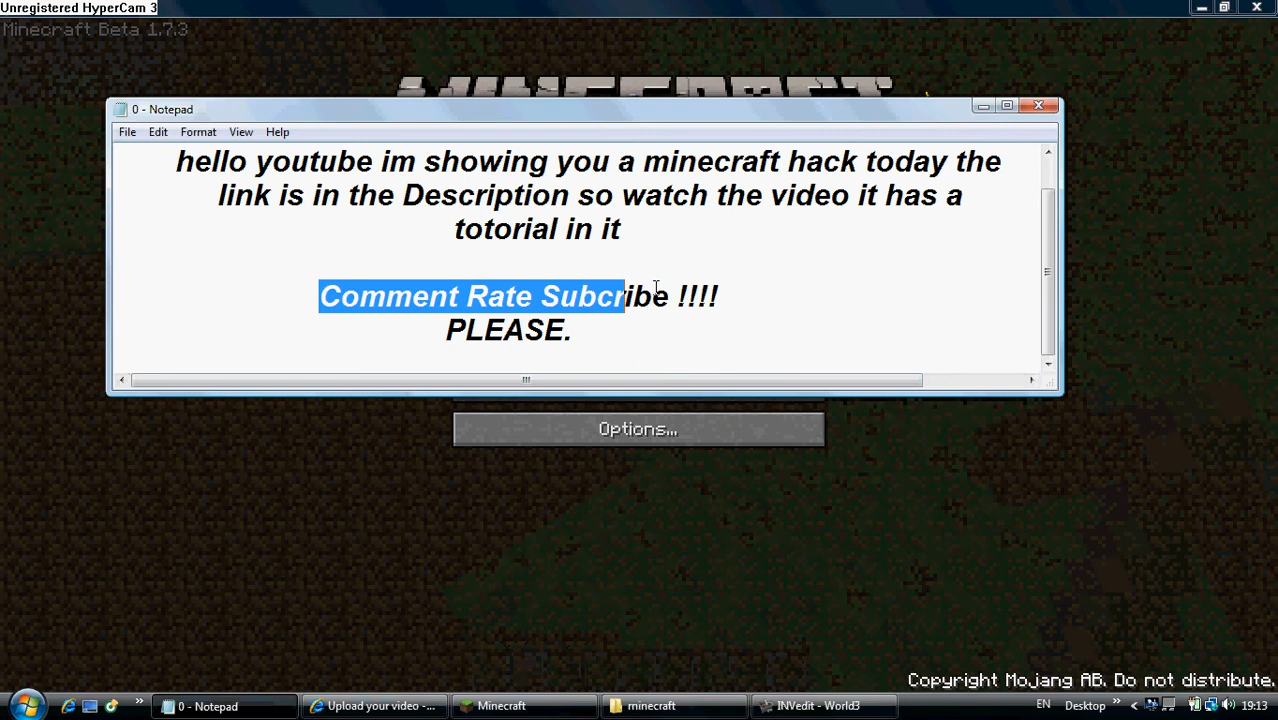 Unregistered HyperCam 3
Minecraft Beta 1.7.3
0 - Notepad
File Edit Format View Help
hello youtube im showing you a minecraft hack today the
link is in the Description so watch the video it has a
totorial in it
Comment Rate Subcribe !!!!
PLEASE.
Options...
Copyright Mojang AB. Do not distribute.
0 - Notepad Upload your video -... Minecraft minecraft INVedit - World3 EN Desktop 19:13